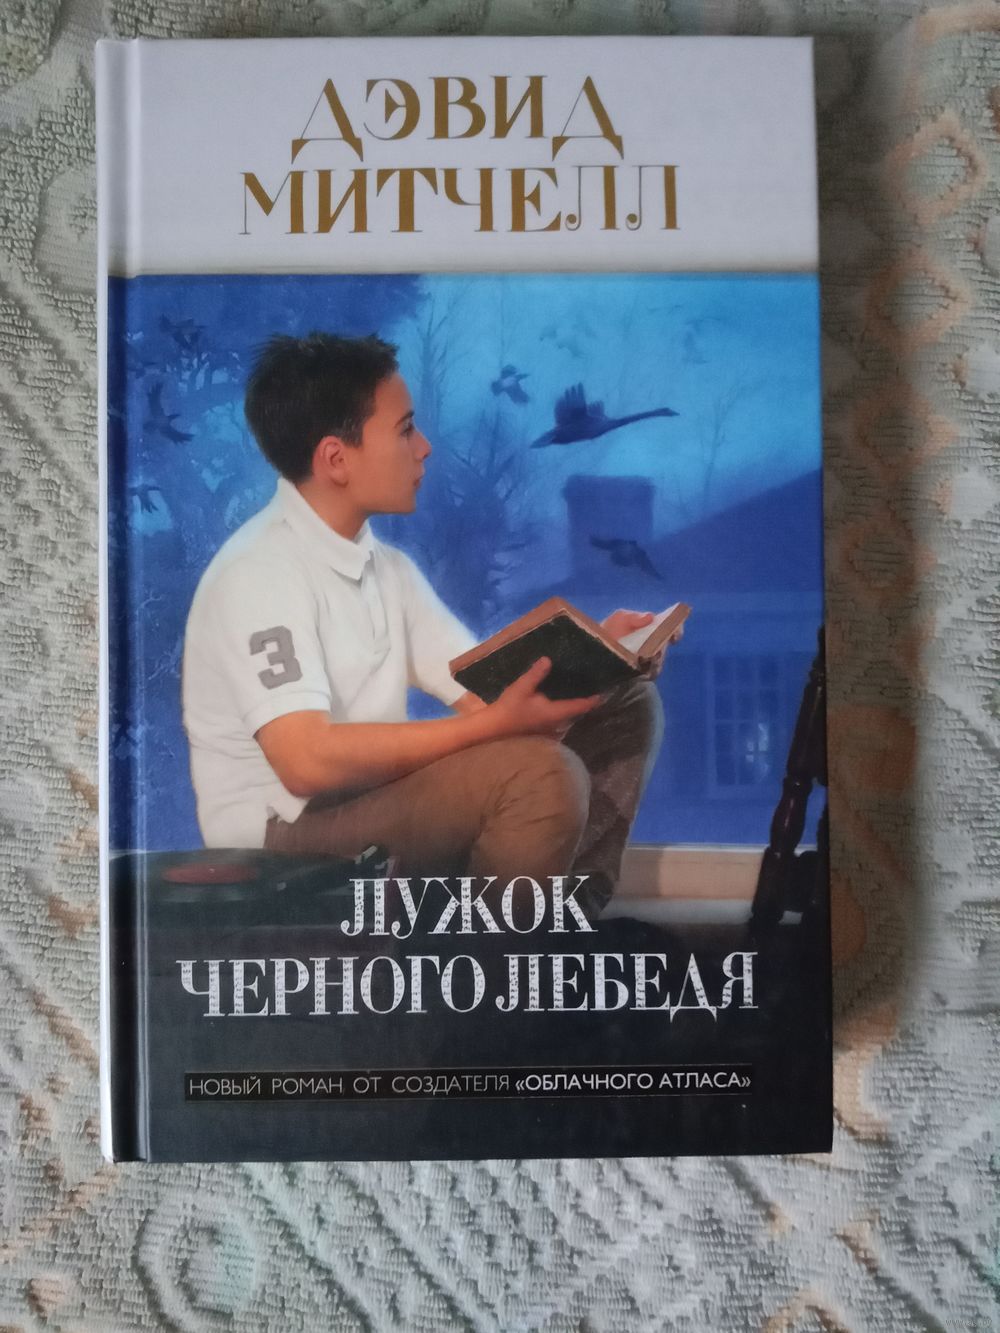 ДЭВИД
МИТЧЕЛЛ
3
ЛУЖОК
ЧЕРНОГО ЛЕБЕДЯ
НОВЫЙ РОМАН ОТ СОЗДАТЕЛЯ «ОБЛАЧНОГО АТЛАСА»